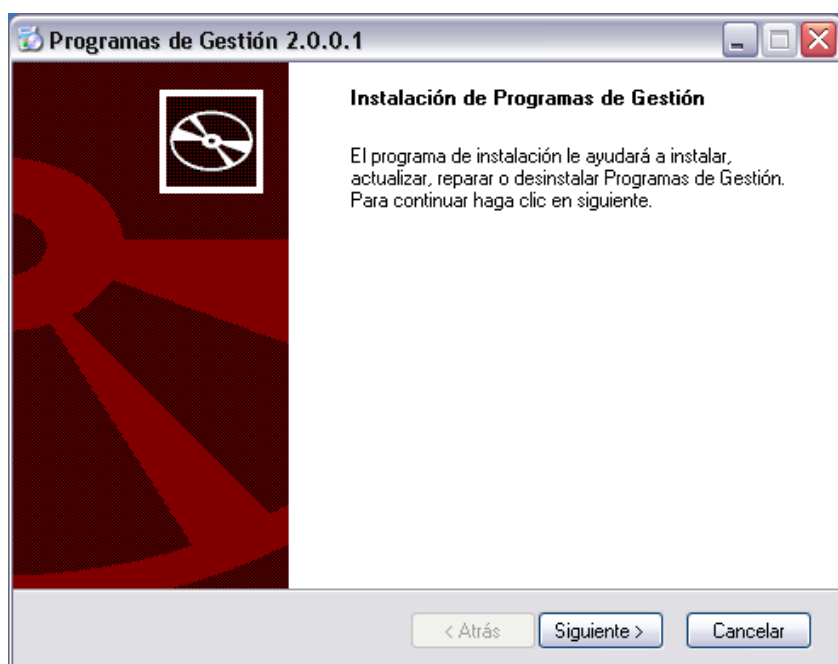 Programas de Gestión 2.0.0.1
Instalación de Programas de Gestión
El programa de instalación le ayudará a instalar,
actualizar, reparar o desinstalar Programas de Gestión.
Para continuar haga clic en siguiente.
< Atrás
Siguiente >
Cancelar